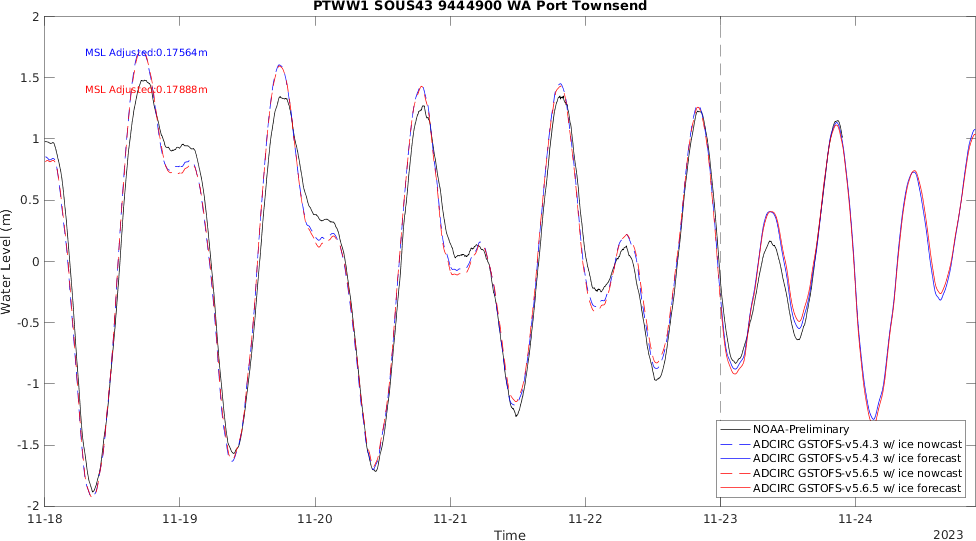 PTWW1 SOUS43 9444900 WA Port Townsend
MSL Adjusted:0.17564m
MSL Adjusted:0.17888m
2
1.5
1
0.5
0
-0.5
-1
-1.5
-2
Water Level (m)
NOAA-Preliminary
ADCIRC GSTOFS-v5.4.3 w/ ice nowcast
ADCIRC GSTOFS-v5.4.3 w/ ice forecast
ADCIRC GSTOFS-v5.6.5 w/ ice nowcast
ADCIRC GSTOFS-v5.6.5 w/ ice forecast
11-18 11-19 11-20 11-21 11-22 11-23 11-24
Time
2023